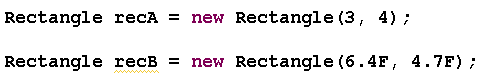 Rectangle recA = new Rectangle(3, 4);
Rectangle recB = new Rectangle(6.4F, 4.7F);